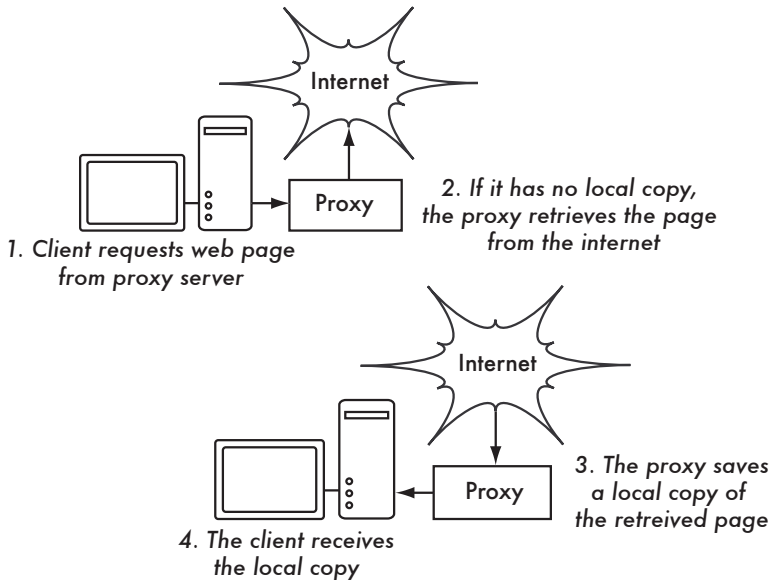 Internet
Proxy
1. Client requests web page
from proxy server
2. If it has no local copy,
the proxy retrieves the page
from the internet
Internet
Proxy
3. The proxy saves
a local copy of
the retreived page
4. The client receives
the local copy